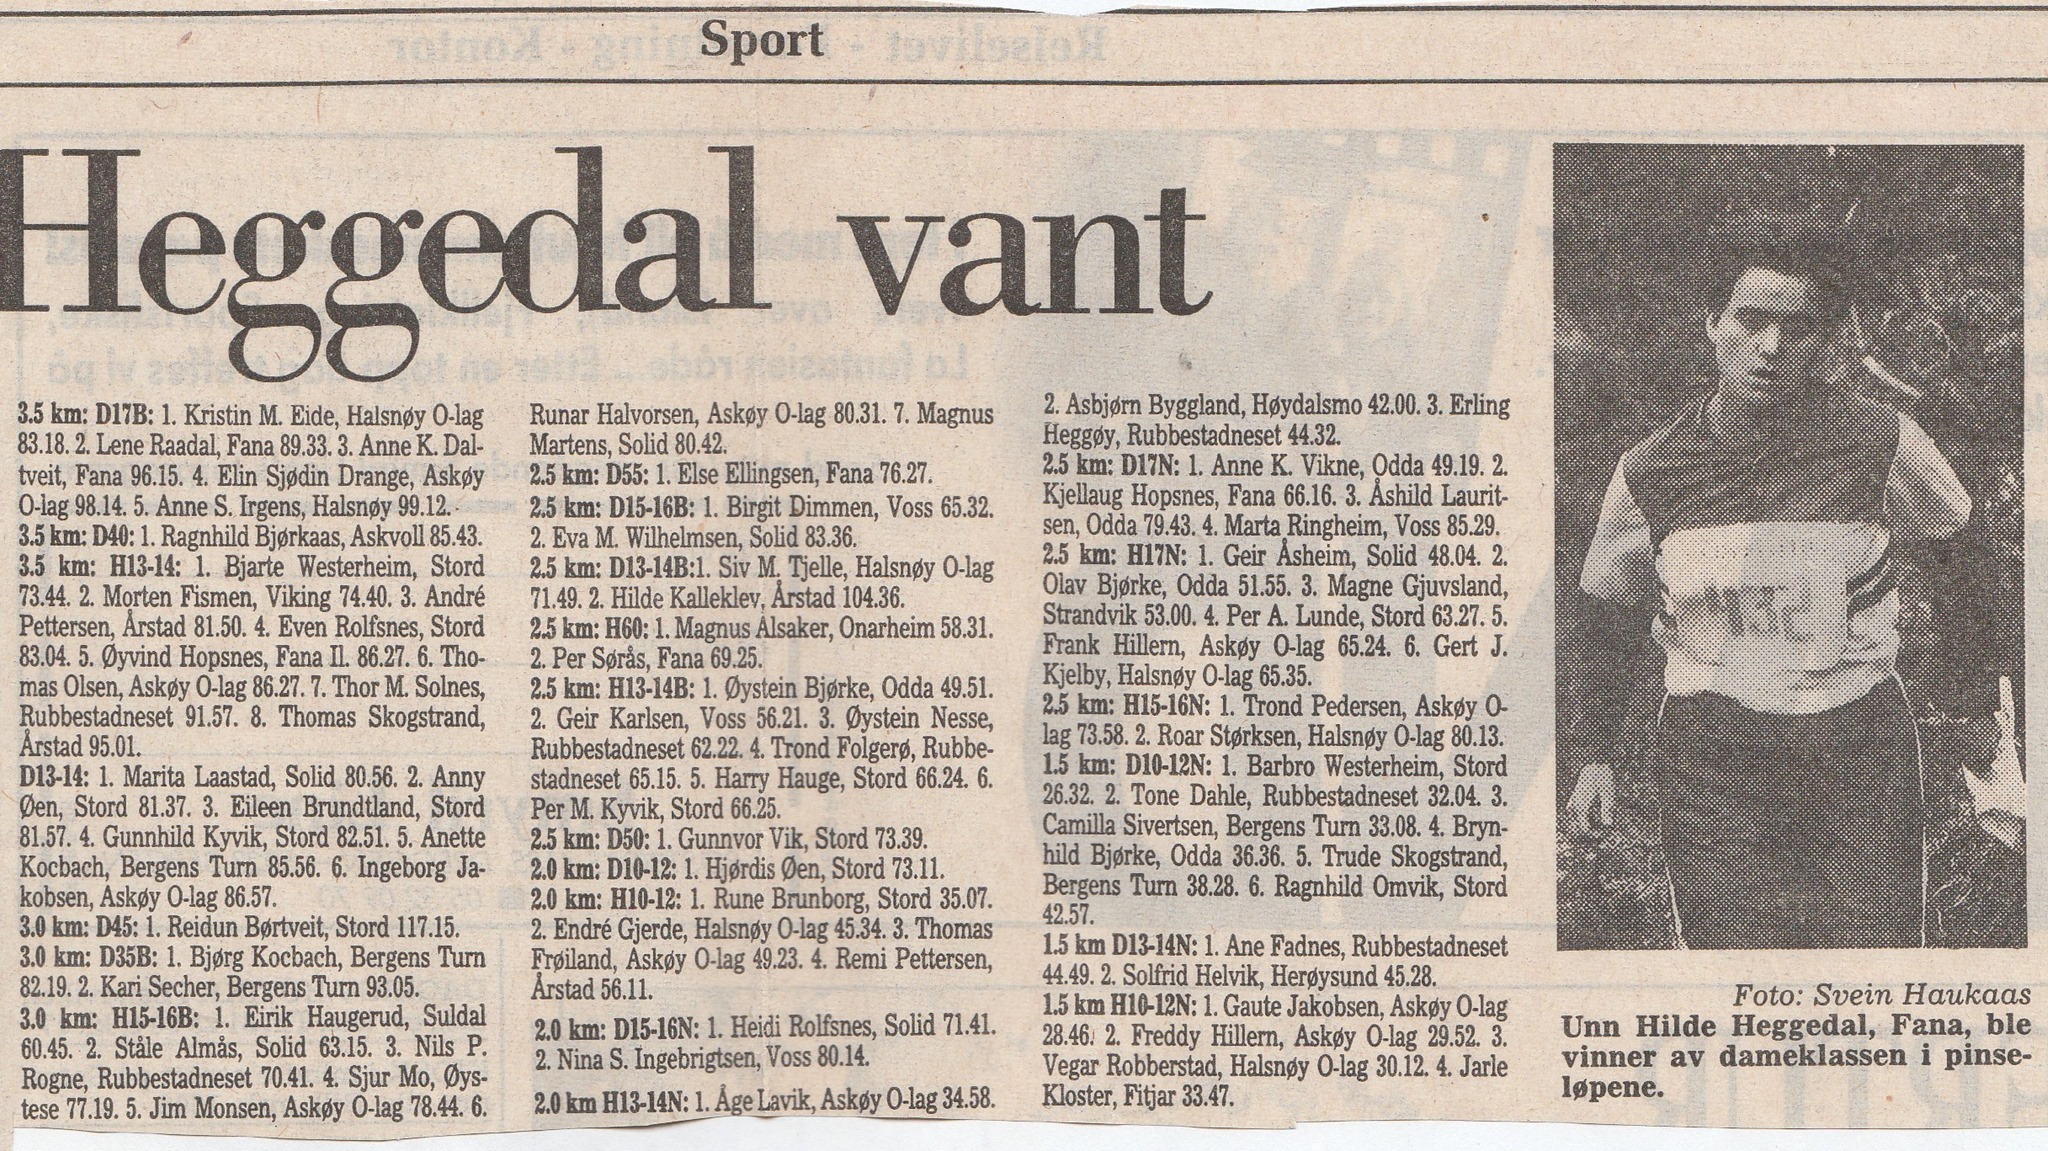 Sport
Heggedal vant
3.5 km: D17B: 1. Kristin M. Eide, Halsnøy O-lag
83.18. 2. Lene Raadal, Fana 89.33. 3. Anne K. Dal-
tveit, Fana 96.15. 4. Elin Sjødin Drange, Askøy
O-lag 98.14. 5. Anne S. Irgens, Halsnøy 99.12.
3.5 km: D40: 1. Ragnhild Bjørkaas, Askvoll 85.43.
3.5 km: H13-14: 1. Bjarte Westerheim, Stord
73.44. 2. Morten Fismen, Viking 74.40. 3. André
Pettersen, Årstad 81.50. 4. Even Rolfsnes, Stord
83.04. 5. Øyvind Hopsnes, Fana Il. 86.27. 6. Tho-
mas Olsen, Askøy O-lag 86.27. 7. Thor M. Solnes,
Rubbestadneset 91.57. 8. Thomas Skogstrand,
Årstad 95.01.
D13-14: 1. Marita Laastad, Solid 80.56. 2. Anny
Øen, Stord 81.37. 3. Eileen Brundtland, Stord
81.57. 4. Gunnhild Kyvik, Stord 82.51. 5. Anette
Kocbach, Bergens Turn 85.56. 6. Ingeborg Ja-
kobsen, Askøy O-lag 86.57.
3.0 km: D45: 1. Reidun Børtveit, Stord 117.15.
3.0 km: D35B: 1. Bjørg Kocbach, Bergens Turn
82.19. 2. Kari Secher, Bergens Turn 93.05.
3.0 km: H15-16B: 1. Eirik Haugerud, Suldal
60.45. 2. Ståle Almås, Solid 63.15. 3. Nils P.
Rogne, Rubbestadneset 70.41. 4. Sjur Mo, Øys-
tese 77.19. 5. Jim Monsen, Askøy O-lag 78.44. 6.
Runar Halvorsen, Askøy O-lag 80.31. 7. Magnus
Martens, Solid 80.42.
2.5 km: D55: 1. Else Ellingsen, Fana 76.27.
2.5 km: D15-16B: 1. Birgit Dimmen, Voss 65.32.
2. Eva M. Wilhelmsen, Solid 83.36.
2.5 km: D13-14B:1. Siv M. Tjelle, Halsnøy O-lag
71.49. 2. Hilde Kalleklev, Årstad 104.36.
2.5 km: H60: 1. Magnus Alsaker, Onarheim 58.31.
2. Per Sørås, Fana 69.25.
2.5 km: H13-14B: 1. Øystein Bjørke, Odda 49.51.
2. Geir Karlsen, Voss 56.21. 3. Øystein Nesse,
Rubbestadneset 62.22. 4. Trond Folgerø, Rubbe-
stadneset 65.15. 5. Harry Hauge, Stord 66.24. 6.
Per M. Kyvik, Stord 66.25.
2.5 km: D50: 1. Gunnvor Vik, Stord 73.39.
2.0 km: D10-12: 1. Hjørdis Øen, Stord 73.11.
2.0 km: H10-12: 1. Rune Brunborg, Stord 35.07.
2. Endré Gjerde, Halsnøy O-lag 45.34. 3. Thomas
Frøiland, Askøy O-lag 49.23. 4. Remi Pettersen,
Årstad 56.11.
2.0 km: D15-16N: 1. Heidi Rolfsnes, Solid 71.41.
2. Nina S. Ingebrigtsen, Voss 80.14.
2.0 km H13-14N: 1. Åge Lavik, Askøy O-lag 34.58.
2. Asbjørn Byggland, Høydalsmo 42.00. 3. Erling
Heggøy, Rubbestadneset 44.32.
2.5 km: D17N: 1. Anne K. Vikne, Odda 49.19. 2.
Kjellaug Hopsnes, Fana 66.16. 3. Åshild Laurit-
sen, Odda 79.43. 4. Marta Ringheim, Voss 85.29.
2.5 km: H17N: 1. Geir Åsheim, Solid 48.04. 2.
Olav Bjørke, Odda 51.55. 3. Magne Gjuvsland,
Strandvik 53.00. 4. Per A. Lunde, Stord 63.27. 5.
Frank Hillern, Askøy O-lag 65.24. 6. Gert J.
Kjelby, Halsnøy O-lag 65.35.
2.5 km: H15-16N: 1. Trond Pedersen, Askøy O-
lag 73.58. 2. Roar Størksen, Halsnøy O-lag 80.13.
1.5 km: D10-12N: 1. Barbro Westerheim, Stord
26.32. 2. Tone Dahle, Rubbestadneset 32.04. 3.
Camilla Sivertsen, Bergens Turn 33.08. 4. Bryn-
hild Bjørke, Odda 36.36. 5. Trude Skogstrand,
Bergens Turn 38.28. 6. Ragnhild Omvik, Stord
42.57.
1.5 km D13-14N: 1. Ane Fadnes, Rubbestadneset
44.49. 2. Solfrid Helvik, Herøysund 45.28.
1.5 km H10-12N: 1. Gaute Jakobsen, Askøy O-lag
28.46. 2. Freddy Hillern, Askøy O-lag 29.52. 3.
Vegar Robberstad, Halsnøy O-lag 30.12. 4. Jarle
Kloster, Fitjar 33.47.
Foto: Svein Haukaas
Unn Hilde Heggedal, Fana, ble
vinner av dameklassen i pinse-
løpene.